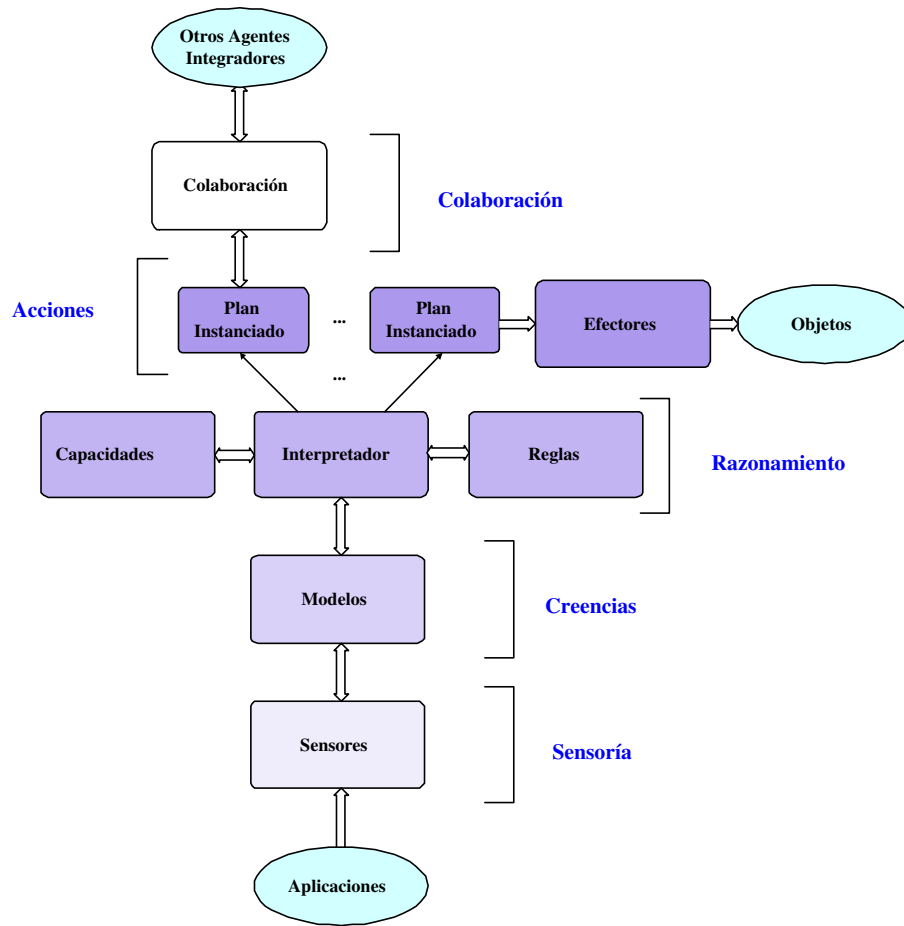 Otros Agentes
Integradores
Colaboración
Colaboración
Acciones
Plan
Instanciado
...
Plan
Instanciado
Efectores
Objetos
...
Capacidades
Interpretador
Reglas
Razonamiento
Modelos
Creencias
Sensores
Sensoría
Aplicaciones